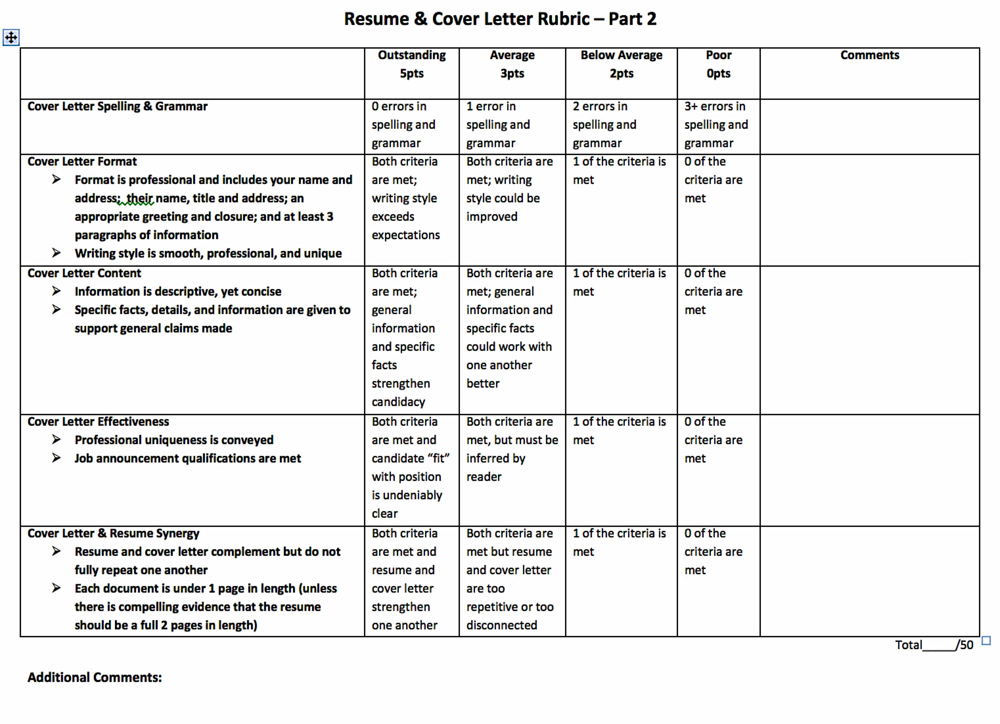 Resume & Cover Letter Rubric – Part 2
Outstanding
5pts
Average
3pts
Below Average
2pts
Poor
0pts
Comments
Cover Letter Spelling & Grammar
0 errors in
spelling and
grammar
1 error in
spelling and
grammar
2 errors in
spelling and
grammar
3+ errors in
spelling and
grammar
Cover Letter Format
➢ Format is professional and includes your name and
address;  their name, title and address; an
appropriate greeting and closure; and at least 3
paragraphs of information
➢ Writing style is smooth, professional, and unique
Both criteria
are met;
writing style
exceeds
expectations
Both criteria are
met; writing
style could be
improved
1 of the criteria is
met
0 of the
criteria are
met
Cover Letter Content
➢ Information is descriptive, yet concise
➢ Specific facts, details, and information are given to
support general claims made
Both criteria
are met;
general
information
and specific
facts
strengthen
candidacy
Both criteria are
met; general
information and
specific facts
could work with
one another
better
1 of the criteria is
met
0 of the
criteria are
met
Cover Letter Effectiveness
➢ Professional uniqueness is conveyed
➢ Job announcement qualifications are met
Both criteria
are met and
candidate “fit”
with position
is undeniably
clear
Both criteria are
met, but must be
inferred by
reader
1 of the criteria is
met
0 of the
criteria are
met
Cover Letter & Resume Synergy
➢ Resume and cover letter complement but do not
fully repeat one another
➢ Each document is under 1 page in length (unless
there is compelling evidence that the resume
should be a full 2 pages in length)
Both criteria
are met and
resume and
cover letter
strengthen
one another
Both criteria are
met but resume
and cover letter
are too
repetitive or too
disconnected
1 of the criteria is
met
0 of the
criteria are
met
Total_____/50
Additional Comments: